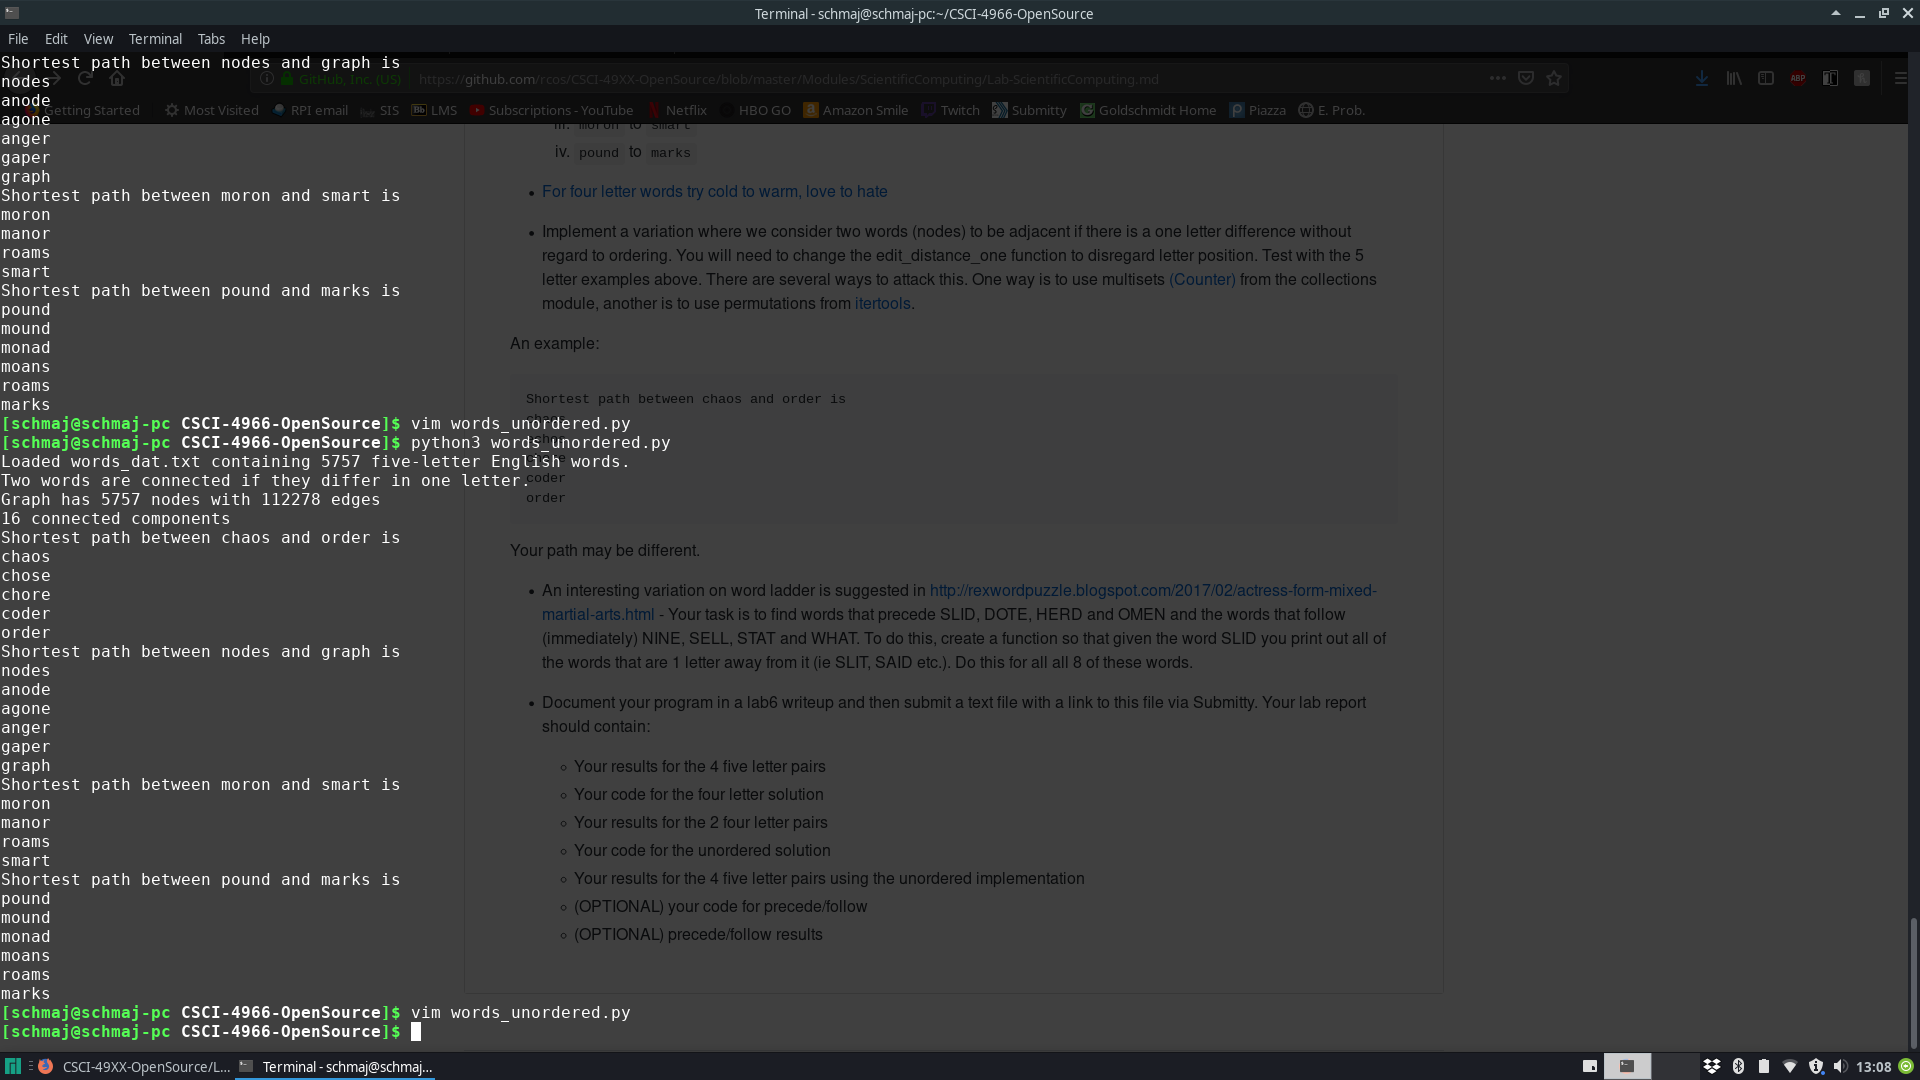 Terminal - schmaj@schmaj-pc:~/CSCI-4966-OpenSource
File Edit View Terminal Tabs Help
Shortest path between nodes and graph is
nodes
GitHub, Inc. (US) https://github.com/rcos/CSCI-49XX-OpenSource/blob/master/Modules/ScientificComputing/Lab-ScientificComputing.md
anode
Getting Started Most Visited RPI email SIS LMS Subscriptions - YouTube Netflix HBO GO Amazon Smile Twitch Submitty Goldschmidt Home Piazza E. Prob.
agone
anger
gaper
graph
Shortest path between moron and smart is
moron
manor
roams
smart
Shortest path between pound and marks is
pound
mound
monad
moans
roams
marks
[schmaj@schmaj-pc CSCI-4966-OpenSource]$ vim words_unordered.py
[schmaj@schmaj-pc CSCI-4966-OpenSource]$ python3 words_unordered.py
Loaded words_dat.txt containing 5757 five-letter English words.
Two words are connected if they differ in one letter.
Graph has 5757 nodes with 112278 edges
16 connected components
Shortest path between chaos and order is
chaos
chose
chore
coder
order
Shortest path between nodes and graph is
nodes
anode
agone
anger
gaper
graph
Shortest path between moron and smart is
moron
manor
roams
smart
Shortest path between pound and marks is
pound
mound
monad
moans
roams
marks
[schmaj@schmaj-pc CSCI-4966-OpenSource]$ vim words_unordered.py
[schmaj@schmaj-pc CSCI-4966-OpenSource]$
iii. moron to smart
iv. pound to marks
For four letter words try cold to warm, love to hate
Implement a variation where we consider two words (nodes) to be adjacent if there is a one letter difference without
regard to ordering. You will need to change the edit_distance_one function to disregard letter position. Test with the 5
letter examples above. There are several ways to attack this. One way is to use multisets (Counter) from the collections
module, another is to use permutations from itertools.
An example:
Shortest path between chaos and order is
chaos
coder
order
Your path may be different.
An interesting variation on word ladder is suggested in http://rexwordpuzzle.blogspot.com/2017/02/actress-form-mixed-
martial-arts.html - Your task is to find words that precede SLID, DOTE, HERD and OMEN and the words that follow
(immediately) NINE, SELL, STAT and WHAT. To do this, create a function so that given the word SLID you print out all of
the words that are 1 letter away from it (ie SLIT, SAID etc.). Do this for all all 8 of these words.
Document your program in a lab6 writeup and then submit a text file with a link to this file via Submitty. Your lab report
should contain:
Your results for the 4 five letter pairs
Your code for the four letter solution
Your results for the 2 four letter pairs
Your code for the unordered solution
Your results for the 4 five letter pairs using the unordered implementation
(OPTIONAL) your code for precede/follow
(OPTIONAL) precede/follow results
CSCI-49XX-OpenSource/L... Terminal - schmaj@schmaj... 13:08